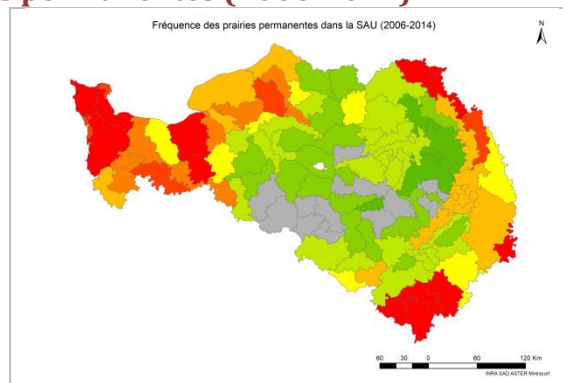 Fréquence des prairies permanentes dans la SAU (2006-2014)
N
60 30 0 60 120 Km
INRA SAD ASTER Mirecourt